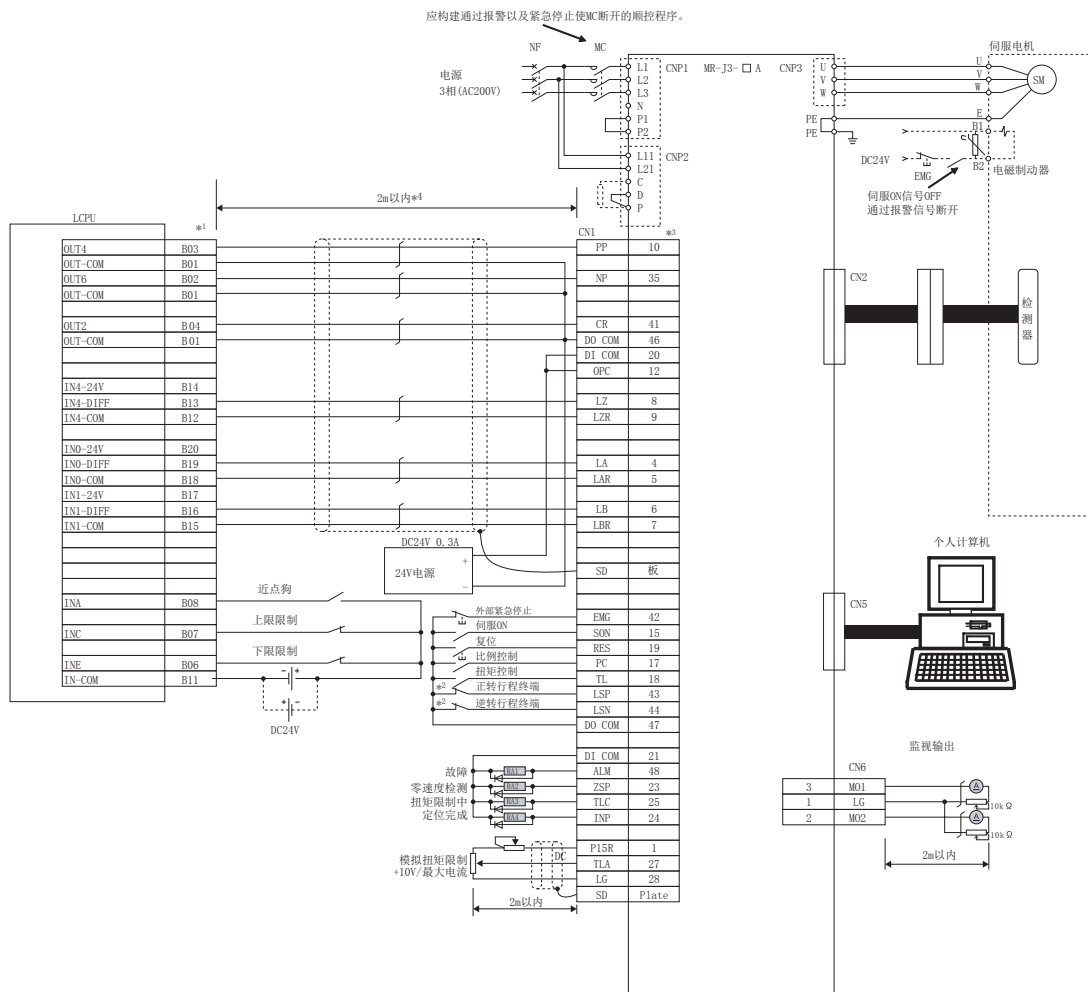 应构建通过报警以及紧急停止使MC断开的顺控程序。
NF
MC
电源
3相(AC200V)
L1
L2
L3
N
P1
P2
CNP1
MR-J3-□A
CNP3
U
V
W
PE
PE
L11
L21
C
D
P
CNP2
伺服电机
U
V
W
E
SM
B1
B2
DC24V
EMG
电磁制动器
伺服ON信号OFF
通过报警信号断开
2m以内*4
LCPU
*1
OUT4 B03
OUT-COM B01
OUT6 B02
OUT-COM B01
OUT2 B04
OUT-COM B01
IN4-24V B14
IN4-DIFF B13
IN4-COM B12
IN0-24V B20
IN0-DIFF B19
IN0-COM B18
IN1-24V B17
IN1-DIFF B16
IN1-COM B15
INA B08
INC B07
INE B06
IN-COM B11
近点狗
上限限制
下限限制
- +
+ -
DC24V
DC24V 0.3A
24V电源
+
-
CN1 *3
PP 10
NP 35
CR 41
DO COM 46
DI COM 20
OPC 12
LZ 8
LZR 9
LA 4
LAR 5
LB 6
LBR 7
SD 板
外部紧急停止 EMG 42
伺服ON SON 15
复位 RES 19
比例控制 PC 17
扭矩控制 TL 18
*2 正转行程终端 LSP 43
*2 逆转行程终端 LSN 44
DO COM 47
DI COM 21
故障 RA1 ALM 48
零速度检测 RA2 ZSP 23
扭矩限制中 RA3 TLC 25
定位完成 RA4 INP 24
模拟扭矩限制
+10V/最大电流
DC
P15R 1
TLA 27
LG 28
SD Plate
2m以内
CN2
检测器
个人计算机
CN5
监视输出
CN6
3 MO1
1 LG
2 MO2
A
10kΩ
A
10kΩ
2m以内